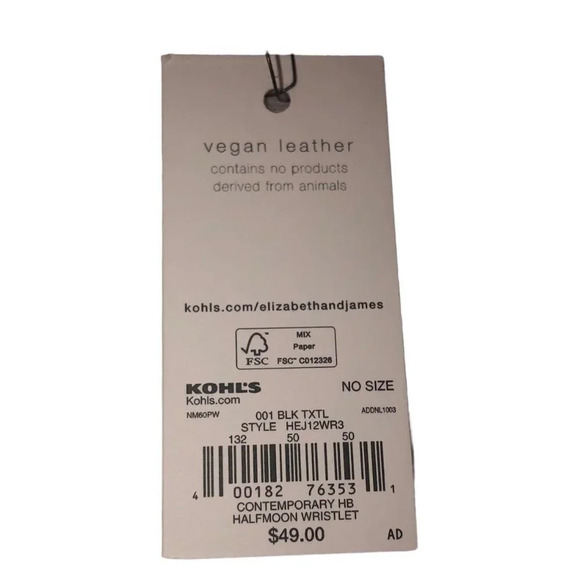 vegan leather
contains no products
derived from animals
kohls.com/elizabethandjames
FSC™
MIX
Paper
FSC™ C012326
KOHL'S NO SIZE
Kohls.com
NM60PW 001 BLK TXTL ADDNL1003
STYLE HEJ12WR3
132 50 50
4 00182 76353 1
CONTEMPORARY HB
HALFMOON WRISTLET
$49.00 AD